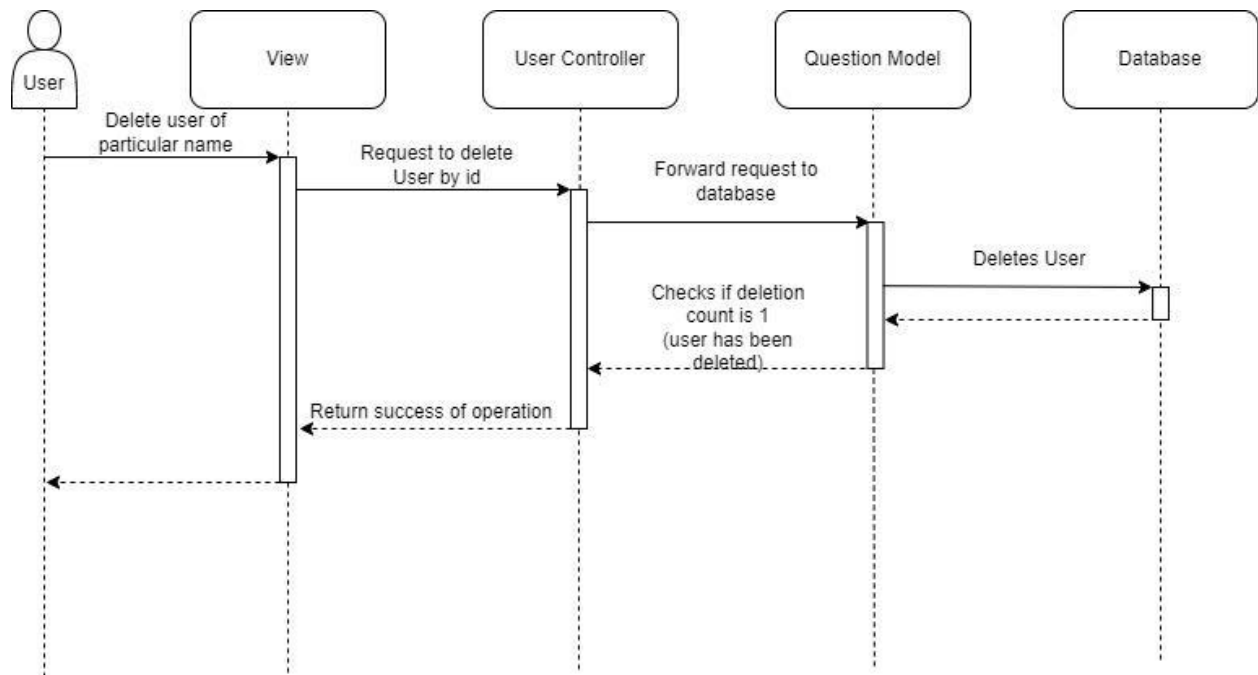 User
View
User Controller
Question Model
Database
Delete user of
particular name
Request to delete
User by id
Forward request to
database
Deletes User
Checks if deletion
count is 1
(user has been
deleted)
Return success of operation